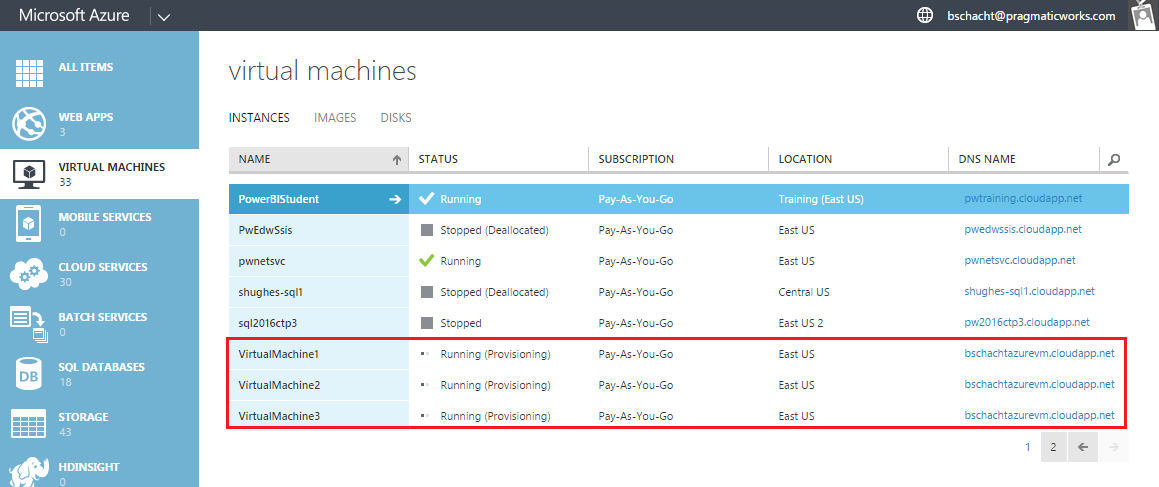 Microsoft Azure bschacht@pragmaticworks.com
ALL ITEMS
WEB APPS
3
VIRTUAL MACHINES
33
MOBILE SERVICES
0
CLOUD SERVICES
30
BATCH SERVICES
0
DB
SQL DATABASES
18
STORAGE
43
HDINSIGHT
0
virtual machines
INSTANCES IMAGES DISKS
NAME STATUS SUBSCRIPTION LOCATION DNS NAME
PowerBIStudent Running Pay-As-You-Go Training (East US) pwtraining.cloudapp.net
PwEdwSsis Stopped (Deallocated) Pay-As-You-Go East US pwedwssis.cloudapp.net
pwnetsvc Running Pay-As-You-Go East US pwnetsvc.cloudapp.net
shughes-sql1 Stopped (Deallocated) Pay-As-You-Go Central US shughes-sql1.cloudapp.net
sql2016ctp3 Stopped Pay-As-You-Go East US 2 pw2016ctp3.cloudapp.net
VirtualMachine1 Running (Provisioning) Pay-As-You-Go East US bschachtazurevm.cloudapp.net
VirtualMachine2 Running (Provisioning) Pay-As-You-Go East US bschachtazurevm.cloudapp.net
VirtualMachine3 Running (Provisioning) Pay-As-You-Go East US bschachtazurevm.cloudapp.net
1 2